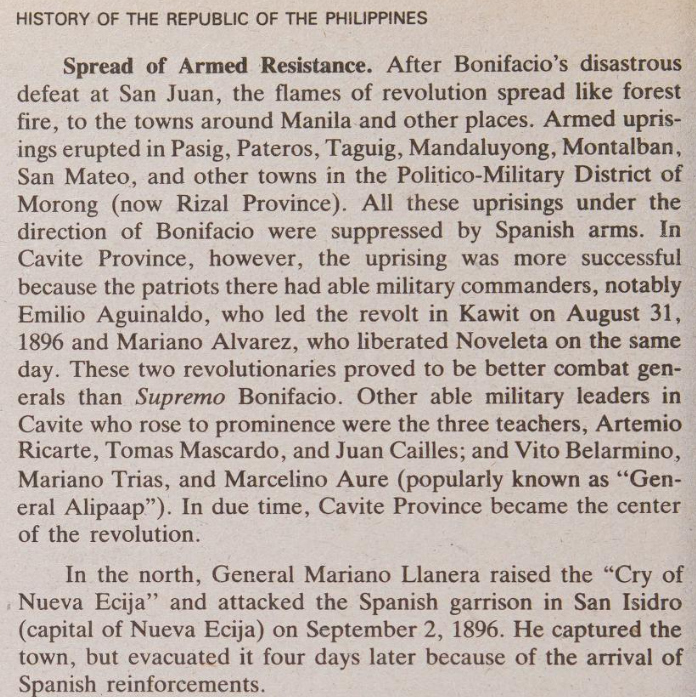 HISTORY OF THE REPUBLIC OF THE PHILIPPINES
Spread of Armed Resistance. After Bonifacio's disastrous
defeat at San Juan, the flames of revolution spread like forest
fire, to the towns around Manila and other places. Armed upris-
ings erupted in Pasig, Pateros, Taguig, Mandaluyong, Montalban,
San Mateo, and other towns in the Politico-Military District of
Morong (now Rizal Province). All these uprisings under the
direction of Bonifacio were suppressed by Spanish arms. In
Cavite Province, however, the uprising was more successful
because the patriots there had able military commanders, notably
Emilio Aguinaldo, who led the revolt in Kawit on August 31,
1896 and Mariano Alvarez, who liberated Noveleta on the same
day. These two revolutionaries proved to be better combat gen-
erals than Supremo Bonifacio. Other able military leaders in
Cavite who rose to prominence were the three teachers, Artemio
Ricarte, Tomas Mascardo, and Juan Cailles; and Vito Belarmino,
Mariano Trias, and Marcelino Aure (popularly known as “Gen-
eral Alipaap”). In due time, Cavite Province became the center
of the revolution.
In the north, General Mariano Llanera raised the “Cry of
Nueva Ecija” and attacked the Spanish garrison in San Isidro
(capital of Nueva Ecija) on September 2, 1896. He captured the
town, but evacuated it four days later because of the arrival of
Spanish reinforcements.